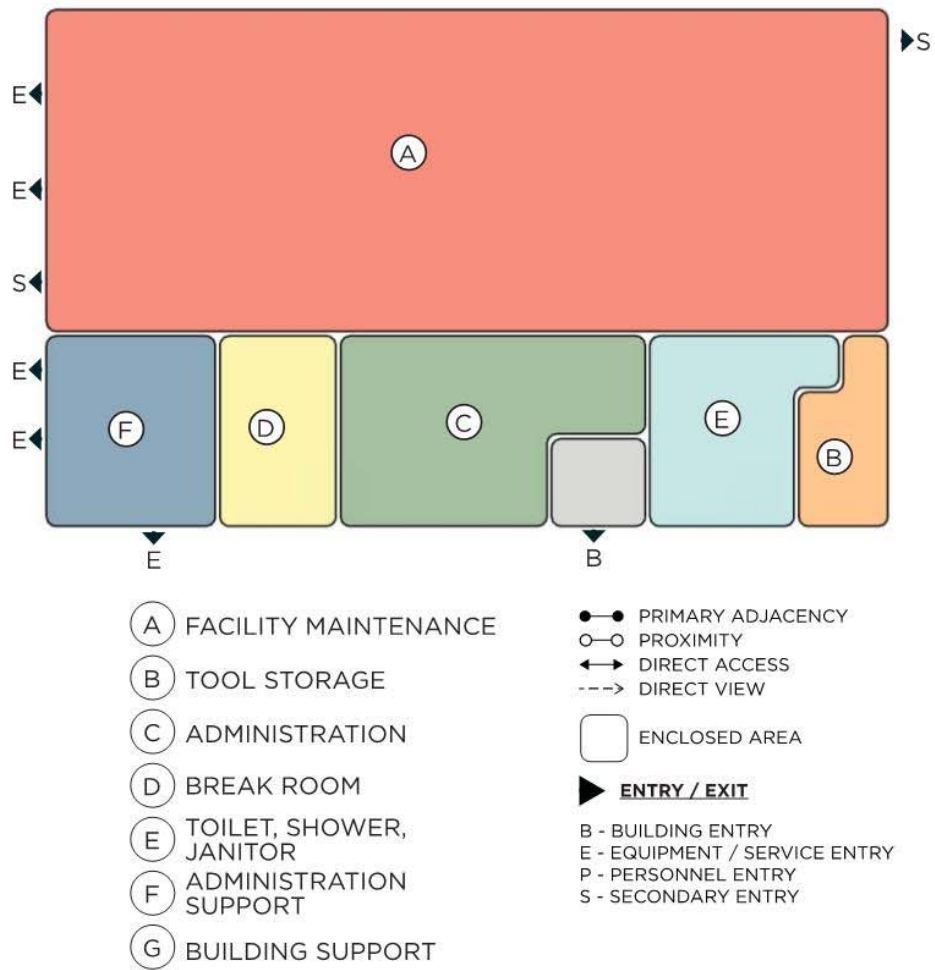 S
E
A
E
S
E
E
F
D
C
E
B
E
B
A FACILITY MAINTENANCE
B TOOL STORAGE
C ADMINISTRATION
D BREAK ROOM
E TOILET, SHOWER,
JANITOR
F ADMINISTRATION
SUPPORT
G BUILDING SUPPORT
PRIMARY ADJACENCY
PROXIMITY
DIRECT ACCESS
DIRECT VIEW
ENCLOSED AREA
ENTRY / EXIT
B - BUILDING ENTRY
E - EQUIPMENT / SERVICE ENTRY
P - PERSONNEL ENTRY
S - SECONDARY ENTRY